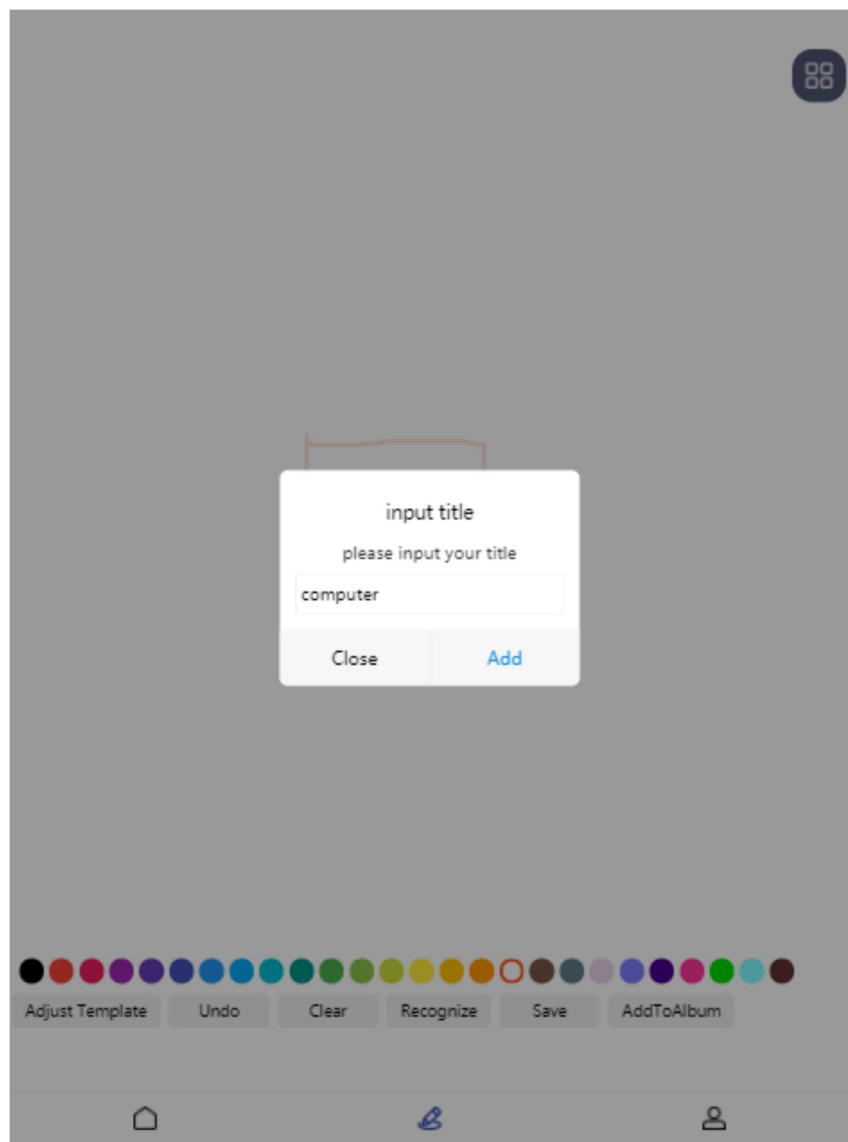 input title
please input your title
computer
Close Add
Adjust Template Undo Clear Recognize Save AddToAlbum